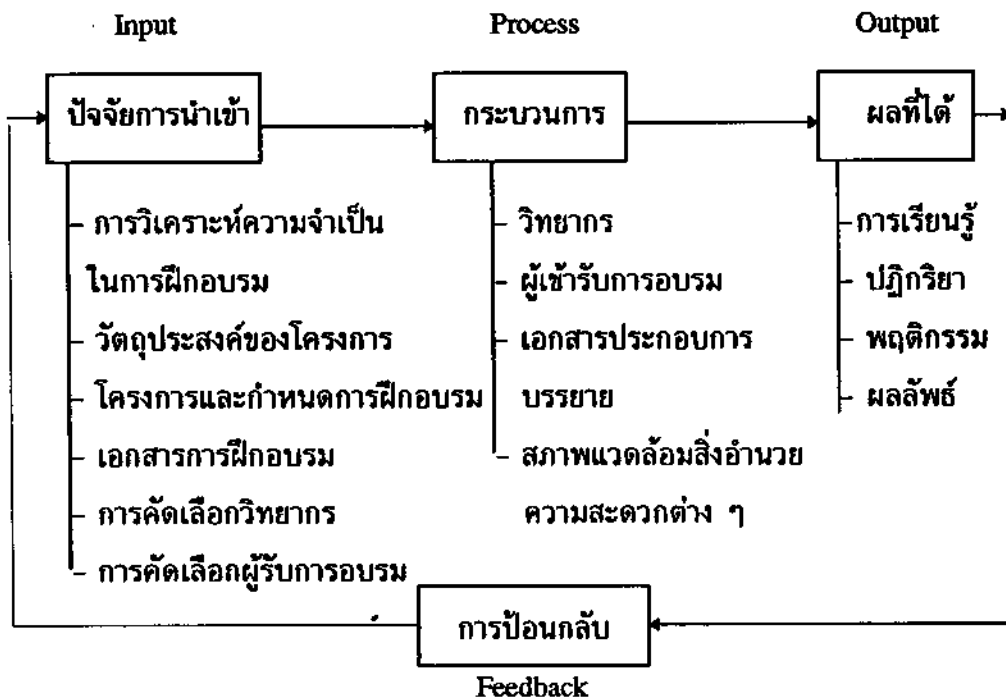 Input Process Output
ปัจจัยการนำเข้า กระบวนการ ผลที่ได้
- การวิเคราะห์ความจำเป็น
ในการฝึกอบรม
- วัตถุประสงค์ของโครงการ
- โครงการและกำหนดการฝึกอบรม
- เอกสารการฝึกอบรม
- การคัดเลือกวิทยากร
- การคัดเลือกผู้รับการอบรม
- วิทยากร
- ผู้เข้ารับการอบรม
- เอกสารประกอบการ
บรรยาย
- สภาพแวดล้อมสิ่งอำนวย
ความสะดวกต่าง ๆ
- การเรียนรู้
- ปฏิกริยา
- พฤติกรรม
- ผลลัพธ์
การป้อนกลับ
Feedback